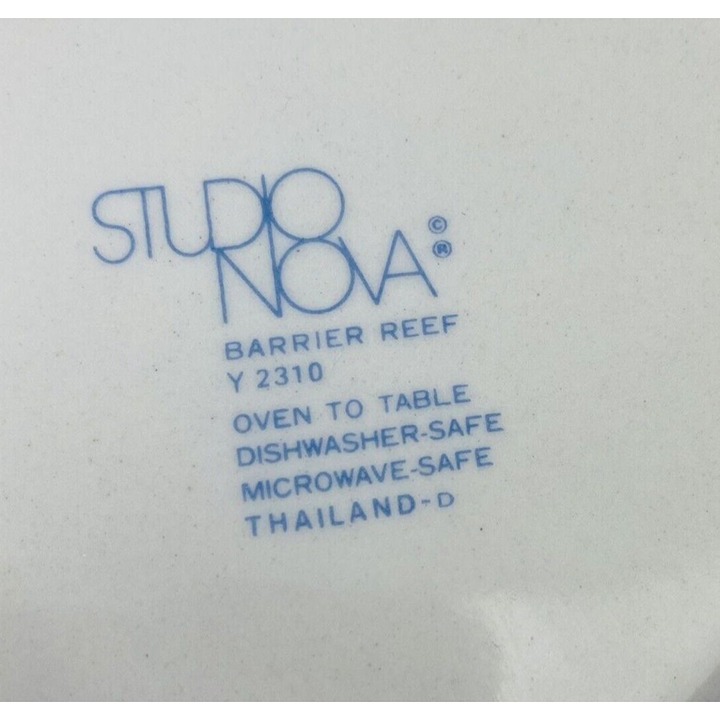 STUDIO
NOVA
©
®
BARRIER REEF
Y 2310
OVEN TO TABLE
DISHWASHER-SAFE
MICROWAVE-SAFE
THAILAND-D